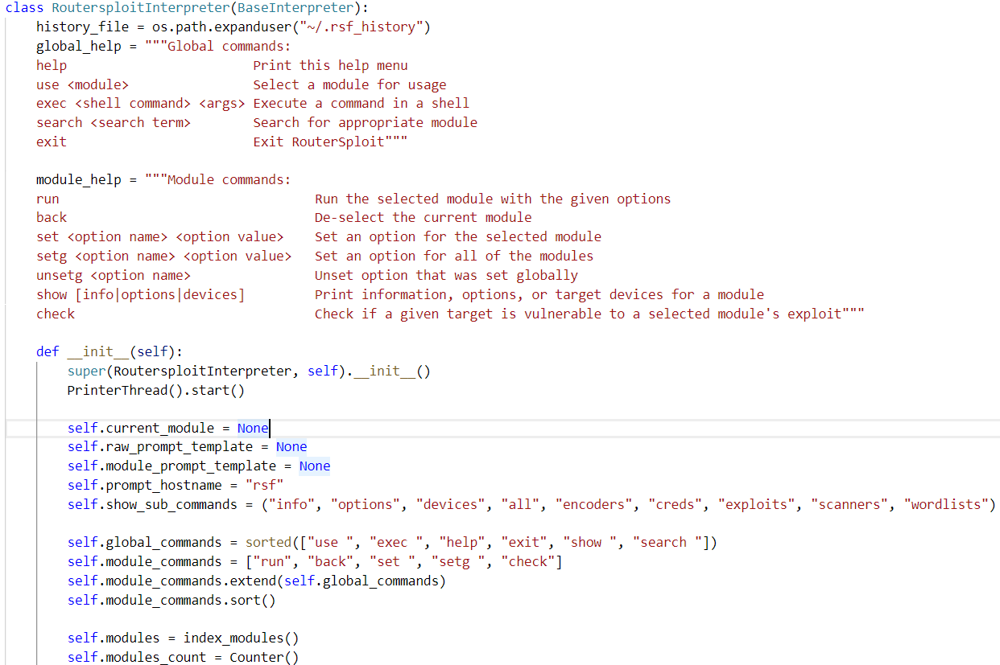 class RoutersploitInterpreter(BaseInterpreter):
    history_file = os.path.expanduser("~/.rsf_history")
    global_help = """Global commands:
    help                        Print this help menu
    use <module>                Select a module for usage
    exec <shell command> <args> Execute a command in a shell
    search <search term>        Search for appropriate module
    exit                        Exit RouterSploit"""

    module_help = """Module commands:
    run                                 Run the selected module with the given options
    back                                De-select the current module
    set <option name> <option value>    Set an option for the selected module
    setg <option name> <option value>   Set an option for all of the modules
    unsetg <option name>                Unset option that was set globally
    show [info|options|devices]         Print information, options, or target devices for a module
    check                               Check if a given target is vulnerable to a selected module's exploit"""

    def __init__(self):
        super(RoutersploitInterpreter, self).__init__()
        PrinterThread().start()

        self.current_module = None
        self.raw_prompt_template = None
        self.module_prompt_template = None
        self.prompt_hostname = "rsf"
        self.show_sub_commands = ("info", "options", "devices", "all", "encoders", "creds", "exploits", "scanners", "wordlists")

        self.global_commands = sorted(["use ", "exec ", "help", "exit", "show ", "search "])
        self.module_commands = ["run", "back", "set ", "setg ", "check"]
        self.module_commands.extend(self.global_commands)
        self.module_commands.sort()

        self.modules = index_modules()
        self.modules_count = Counter()